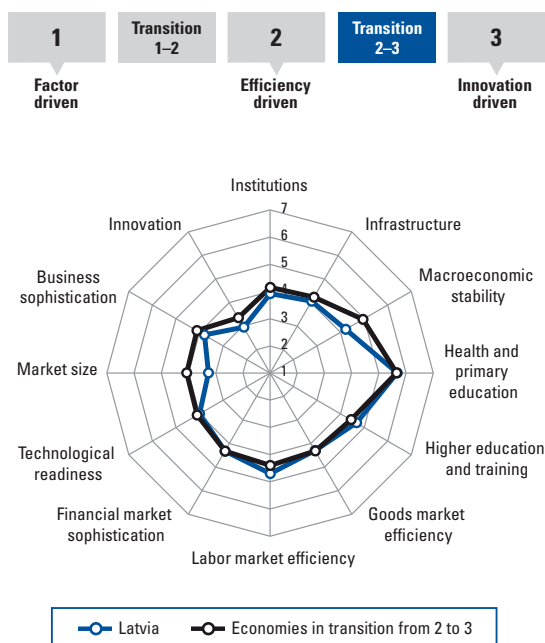 1
Transition
1–2
2
Transition
2–3
3
Factor
driven
Efficiency
driven
Innovation
driven
Institutions
7
6
5
4
3
2
1
Infrastructure
Macroeconomic
stability
Health and
primary
education
Higher education
and training
Goods market
efficiency
Labor market efficiency
Financial market
sophistication
Technological
readiness
Market size
Business
sophistication
Innovation
Latvia
Economies in transition from 2 to 3